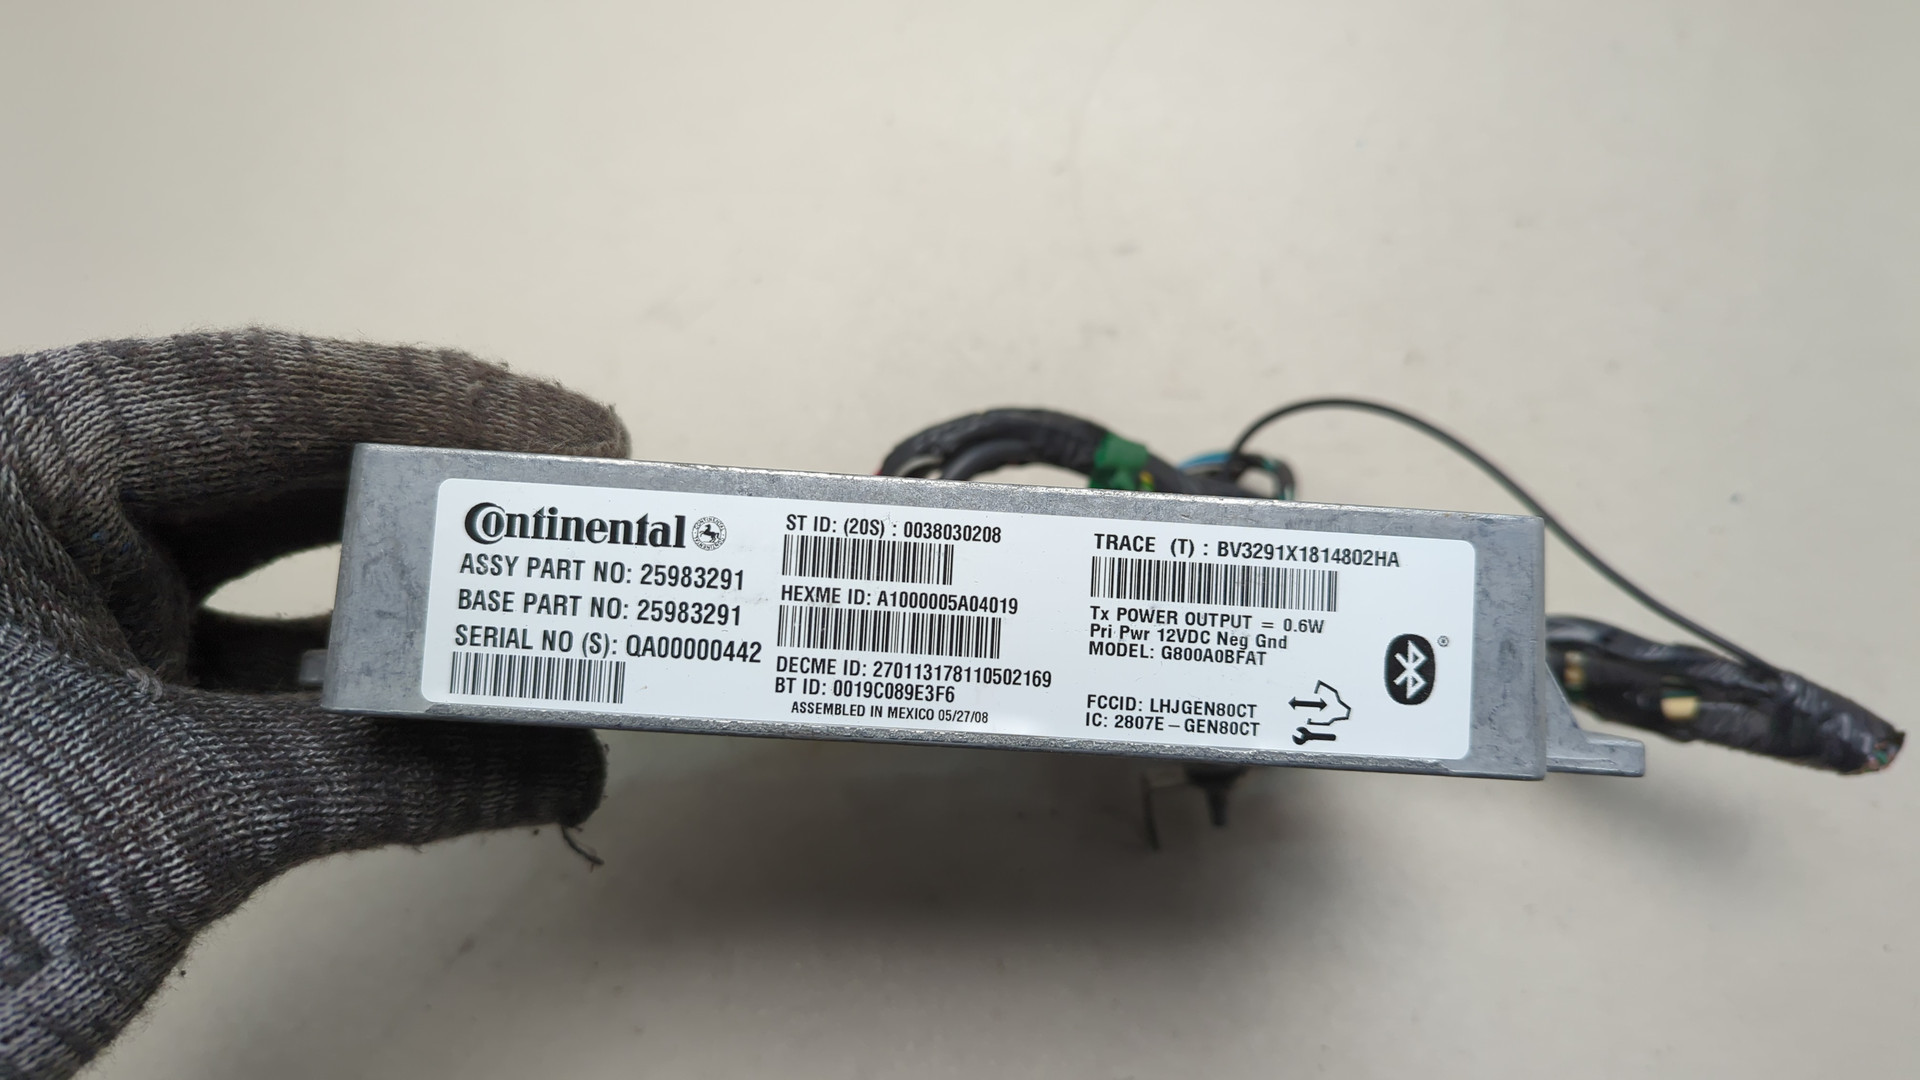 Continental
ASSY PART NO: 25983291
BASE PART NO: 25983291
SERIAL NO (S): QA00000442
ST ID: (20S) : 0038030208
HEXME ID: A1000005A04019
DECME ID: 270113178110502169
BT ID: 0019C089E3F6
ASSEMBLED IN MEXICO 05/27/08
TRACE (T) : BV3291X1814802HA
Tx POWER OUTPUT = 0.6W
Pri Pwr 12VDC Neg Gnd
MODEL: G800A0BFAT
FCCID: LHJGEN80CT
IC: 2807E-GEN80CT
®